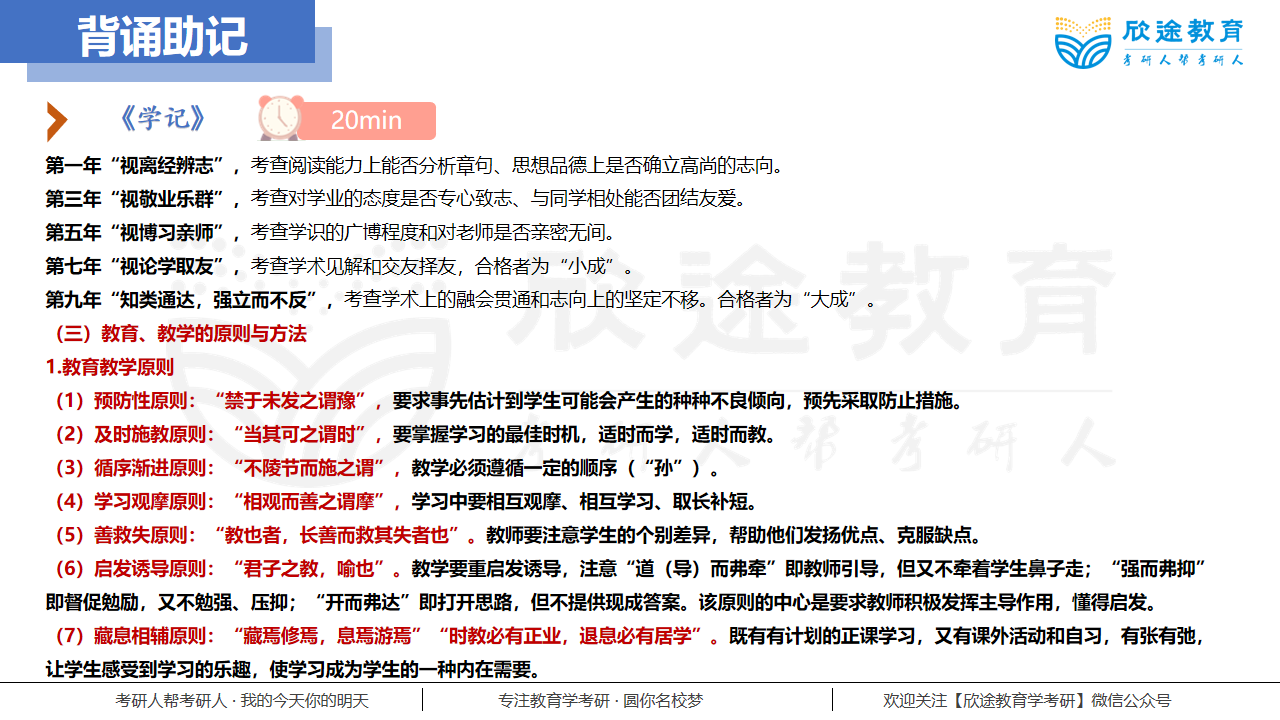 背诵助记
欣途教育
考研人帮考研人
《学记》
20min
第一年“视离经辨志”，考查阅读能力上能否分析章句、思想品德上是否确立高尚的志向。
第三年“视敬业乐群”，考查对学业的态度是否专心致志、与同学相处能否团结友爱。
第五年“视博习亲师”，考查学识的广博程度和对老师是否亲密无间。
第七年“视论学取友”，考查学术见解和交友择友，合格者为“小成”。
第九年“知类通达，强立而不反”，考查学术上的融会贯通和志向上的坚定不移。合格者为“大成”。
（三）教育、教学的原则与方法
1.教育教学原则
（1）预防性原则：“禁于未发之谓豫”，要求事先估计到学生可能会产生的种种不良倾向，预先采取防止措施。
（2）及时施教原则：“当其可之谓时”，要掌握学习的最佳时机，适时而学，适时而教。
（3）循序渐进原则：“不陵节而施之谓”，教学必须遵循一定的顺序（“孙”）。
（4）学习观摩原则：“相观而善之谓摩”，学习中要相互观摩、相互学习、取长补短。
（5）善救失原则：“教也者，长善而救其失者也”。教师要注意学生的个别差异，帮助他们发扬优点、克服缺点。
（6）启发诱导原则：“君子之教，喻也”。教学要重启发诱导，注意“道（导）而弗牵”即教师引导，但又不牵着学生鼻子走；“强而弗抑”
即督促勉励，又不勉强、压抑；“开而弗达”即打开思路，但不提供现成答案。该原则的中心是要求教师积极发挥主导作用，懂得启发。
（7）藏息相辅原则：“藏焉修焉，息焉游焉”“时教必有正业，退息必有居学”。既有有计划的正课学习，又有课外活动和自习，有张有弛，
让学生感受到学习的乐趣，使学习成为学生的一种内在需要。
欣途教育
考研人帮考研人
考研人帮考研人·我的今天你的明天
专注教育学考研·圆你名校梦
欢迎关注【欣途教育学考研】微信公众号